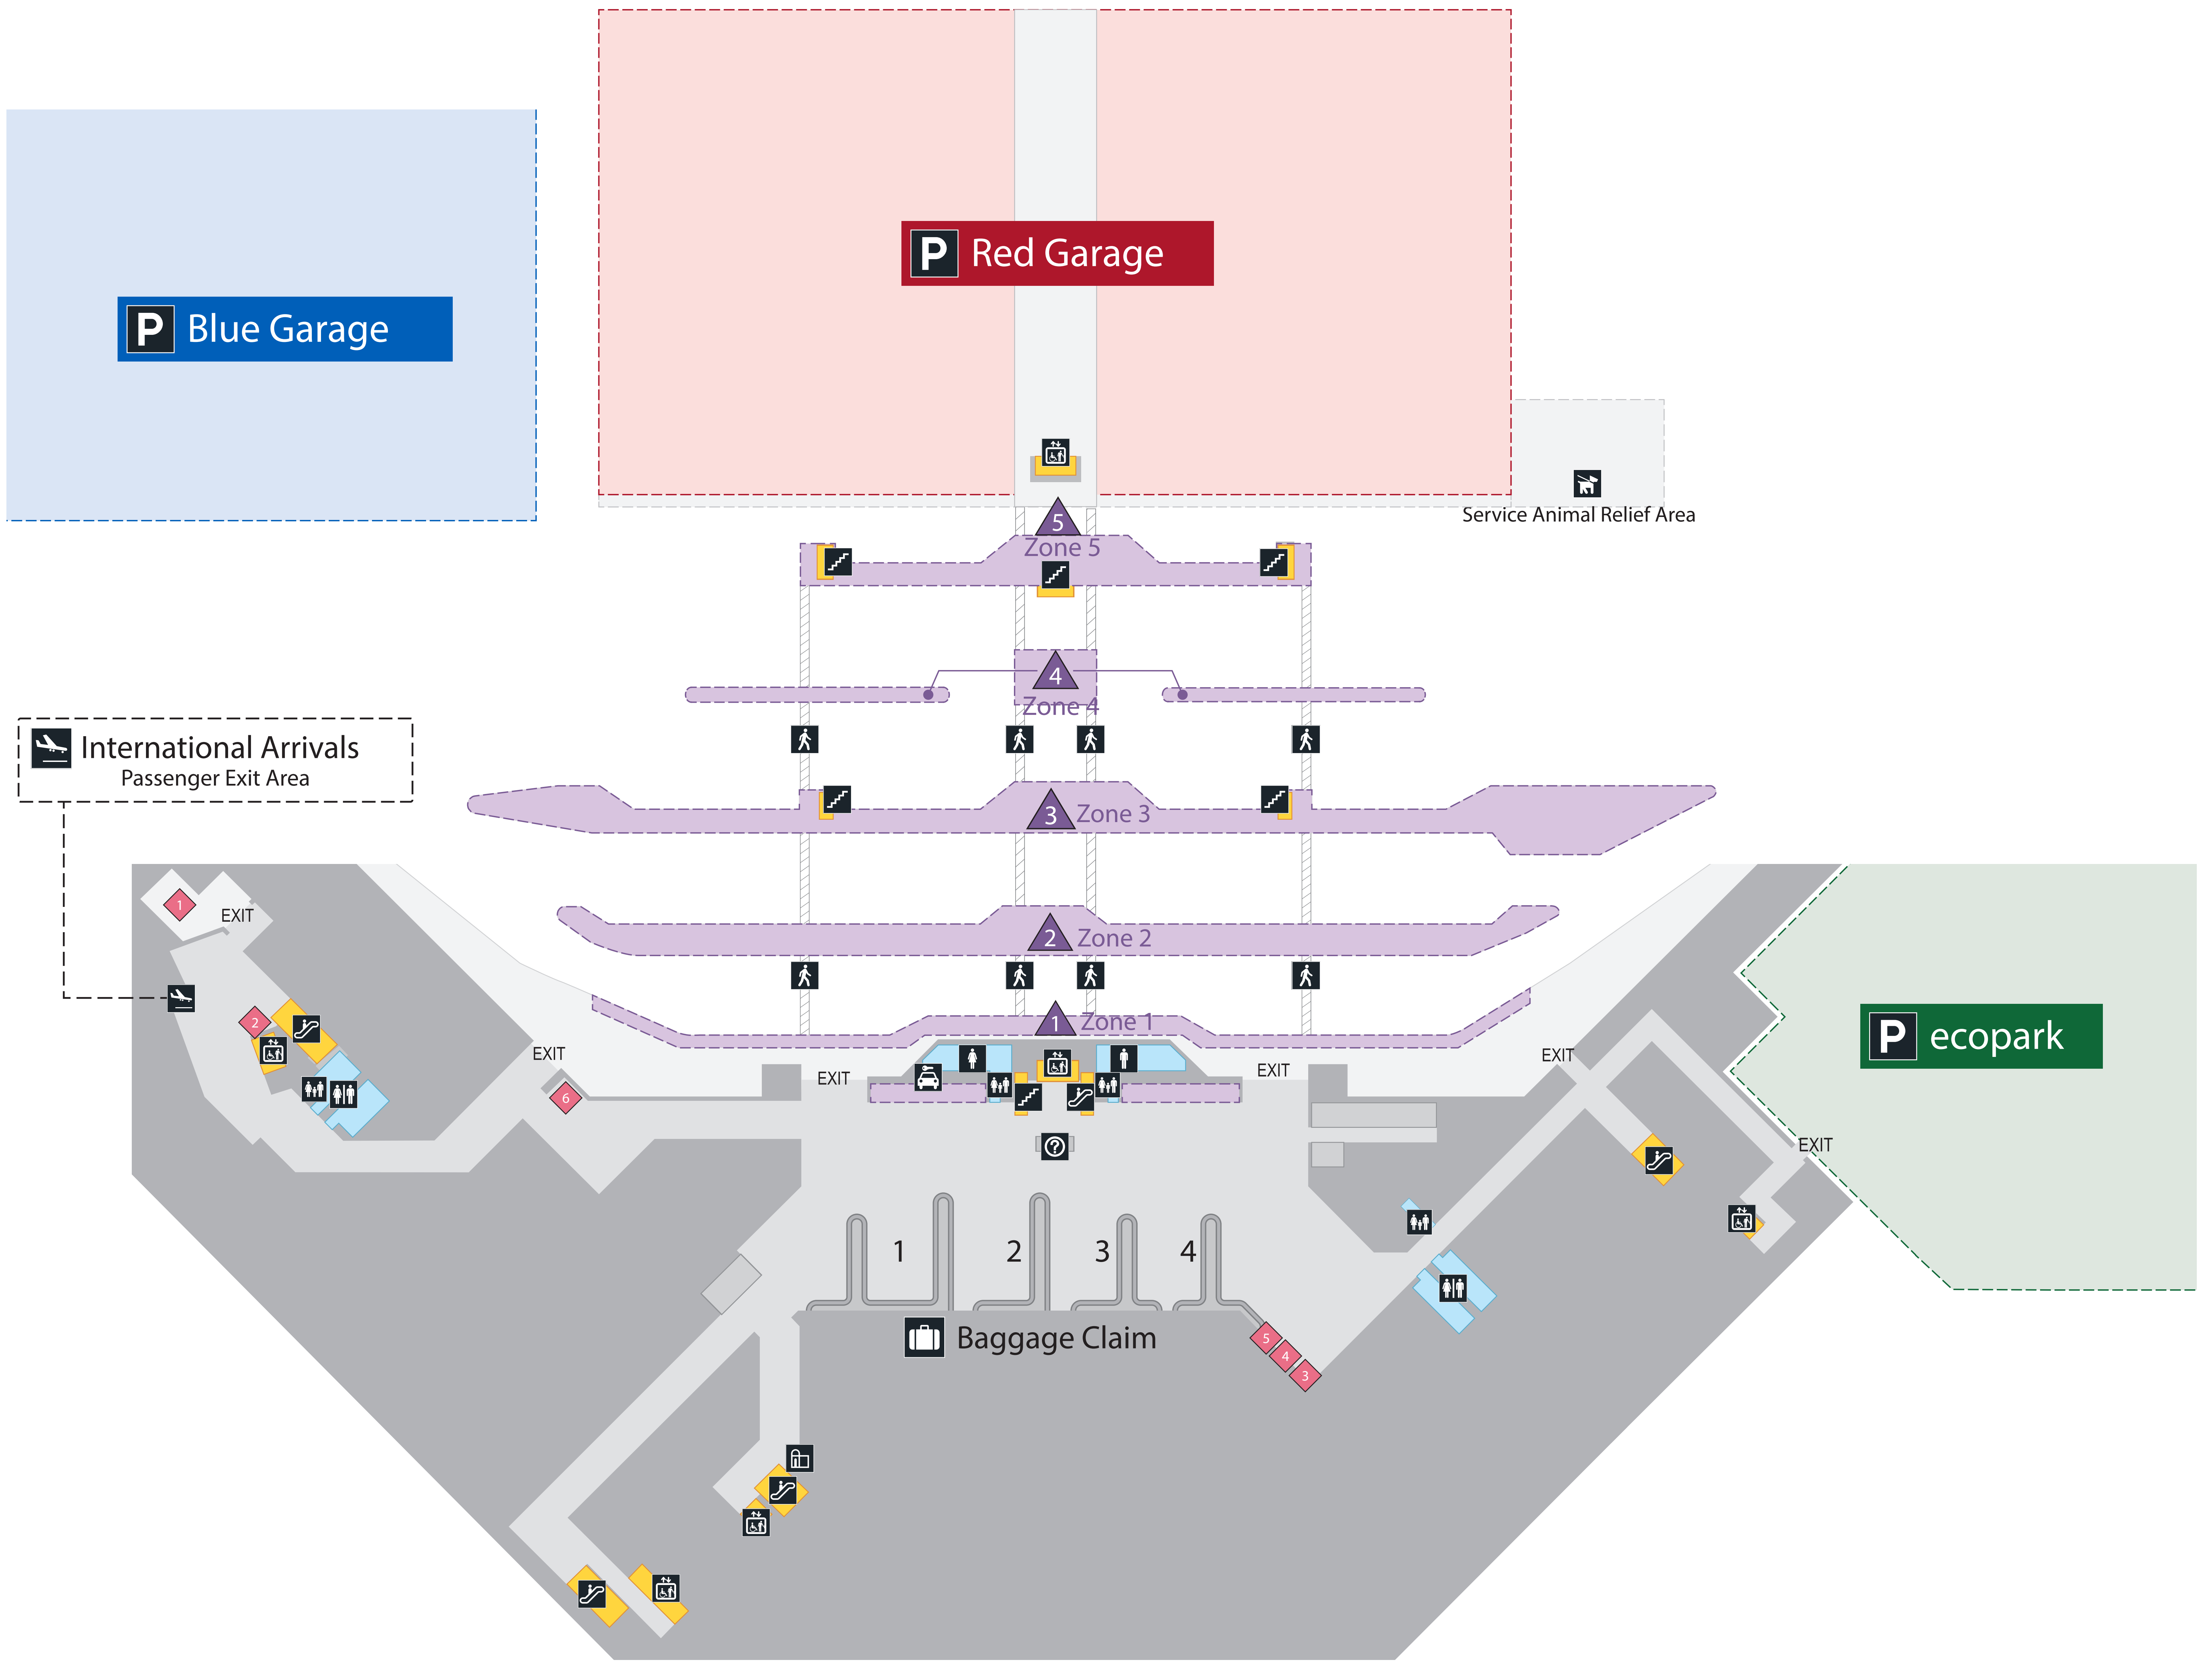 P Red Garage
P Blue Garage
Service Animal Relief Area
5
Zone 5
4
Zone 4
International Arrivals
Passenger Exit Area
3 Zone 3
1
EXIT
2 Zone 2
2
1 Zone 1
P ecopark
EXIT
EXIT
EXIT
EXIT
6
?
EXIT
1 2 3 4
Baggage Claim
5
4
3